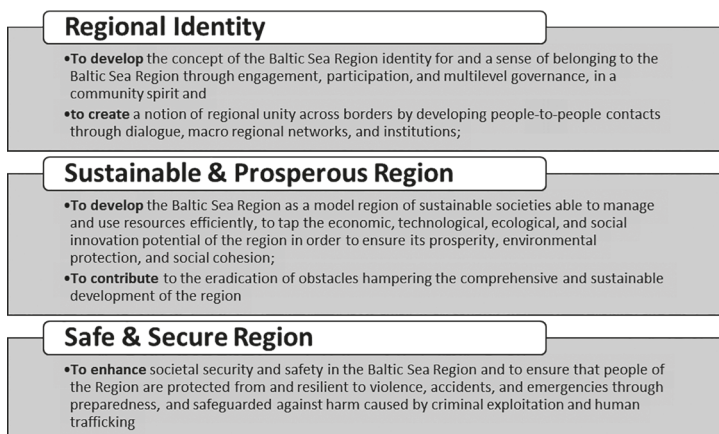 Regional Identity
•To develop the concept of the Baltic Sea Region identity for and a sense of belonging to the
Baltic Sea Region through engagement, participation, and multilevel governance, in a
community spirit and
•to create a notion of regional unity across borders by developing people-to-people contacts
through dialogue, macro regional networks, and institutions;
Sustainable & Prosperous Region
•To develop the Baltic Sea Region as a model region of sustainable societies able to manage
and use resources efficiently, to tap the economic, technological, ecological, and social
innovation potential of the region in order to ensure its prosperity, environmental
protection, and social cohesion;
•To contribute to the eradication of obstacles hampering the comprehensive and sustainable
development of the region
Safe & Secure Region
•To enhance societal security and safety in the Baltic Sea Region and to ensure that people of
the Region are protected from and resilient to violence, accidents, and emergencies through
preparedness, and safeguarded against harm caused by criminal exploitation and human
trafficking